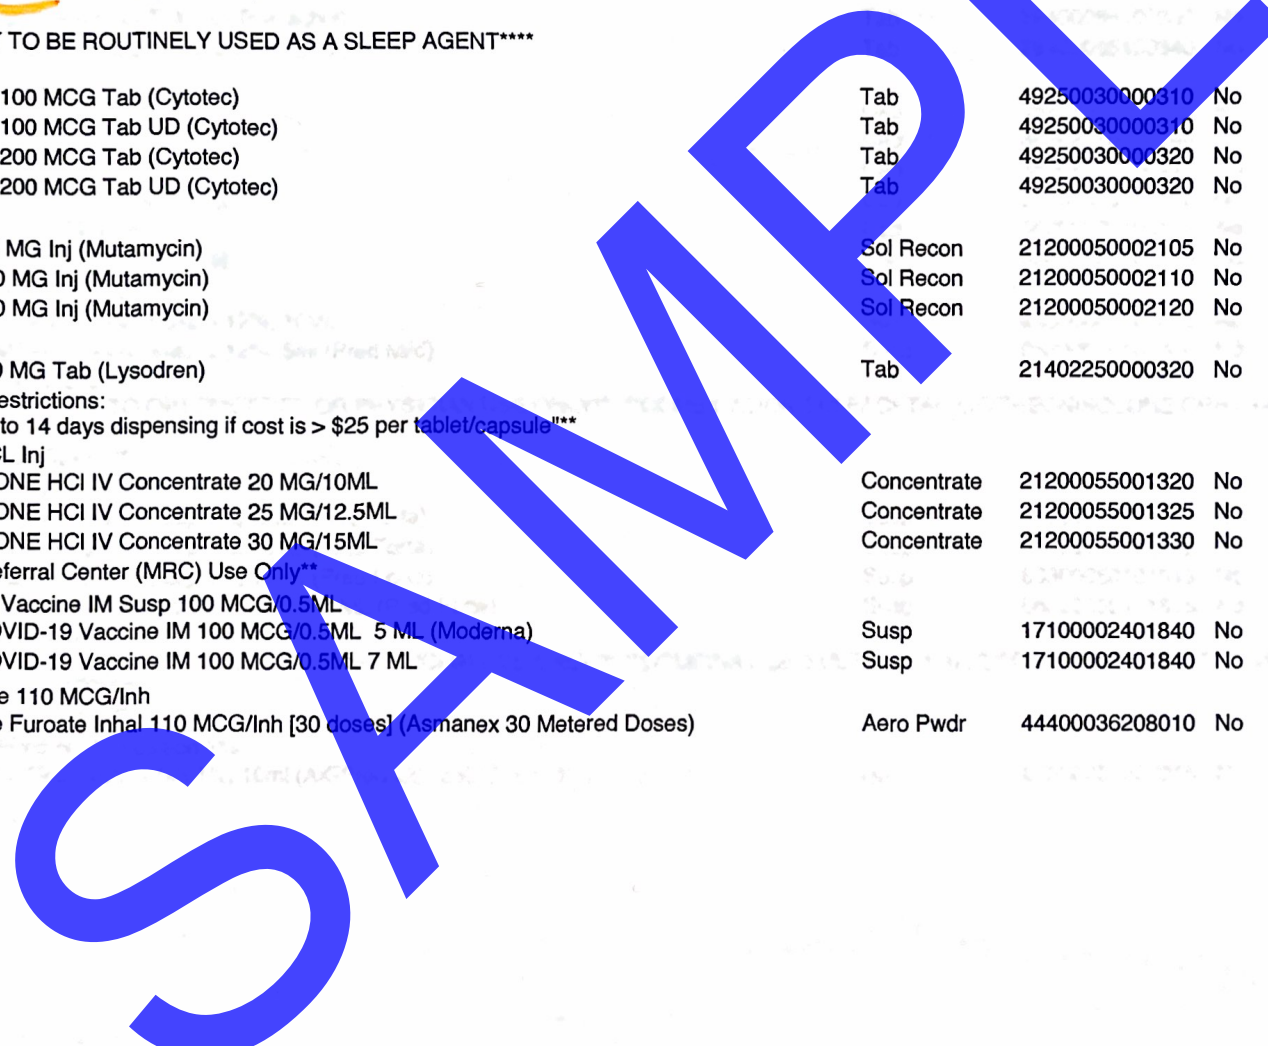 TO BE ROUTINELY USED AS A SLEEP AGENT****
100 MCG Tab (Cytotec) Tab 49250030000310 No
100 MCG Tab UD (Cytotec) Tab 49250030000310 No
200 MCG Tab (Cytotec) Tab 49250030000320 No
200 MCG Tab UD (Cytotec) Tab 49250030000320 No
MG Inj (Mutamycin) Sol Recon 21200050002105 No
0 MG Inj (Mutamycin) Sol Recon 21200050002110 No
0 MG Inj (Mutamycin) Sol Recon 21200050002120 No
0 MG Tab (Lysodren) Tab 21402250000320 No
estrictions:
to 14 days dispensing if cost is > $25 per tablet/capsule"**
CL Inj
ONE HCl IV Concentrate 20 MG/10ML Concentrate 21200055001320 No
ONE HCl IV Concentrate 25 MG/12.5ML Concentrate 21200055001325 No
ONE HCl IV Concentrate 30 MG/15ML Concentrate 21200055001330 No
eferral Center (MRC) Use Only**
Vaccine IM Susp 100 MCG/0.5ML
OVID-19 Vaccine IM 100 MCG/0.5ML 5 ML (Moderna) Susp 17100002401840 No
OVID-19 Vaccine IM 100 MCG/0.5ML 7 ML Susp 17100002401840 No
e 110 MCG/Inh
e Furoate Inhal 110 MCG/Inh [30 doses] (Asmanex 30 Metered Doses) Aero Pwdr 44400036208010 No
SAMPL